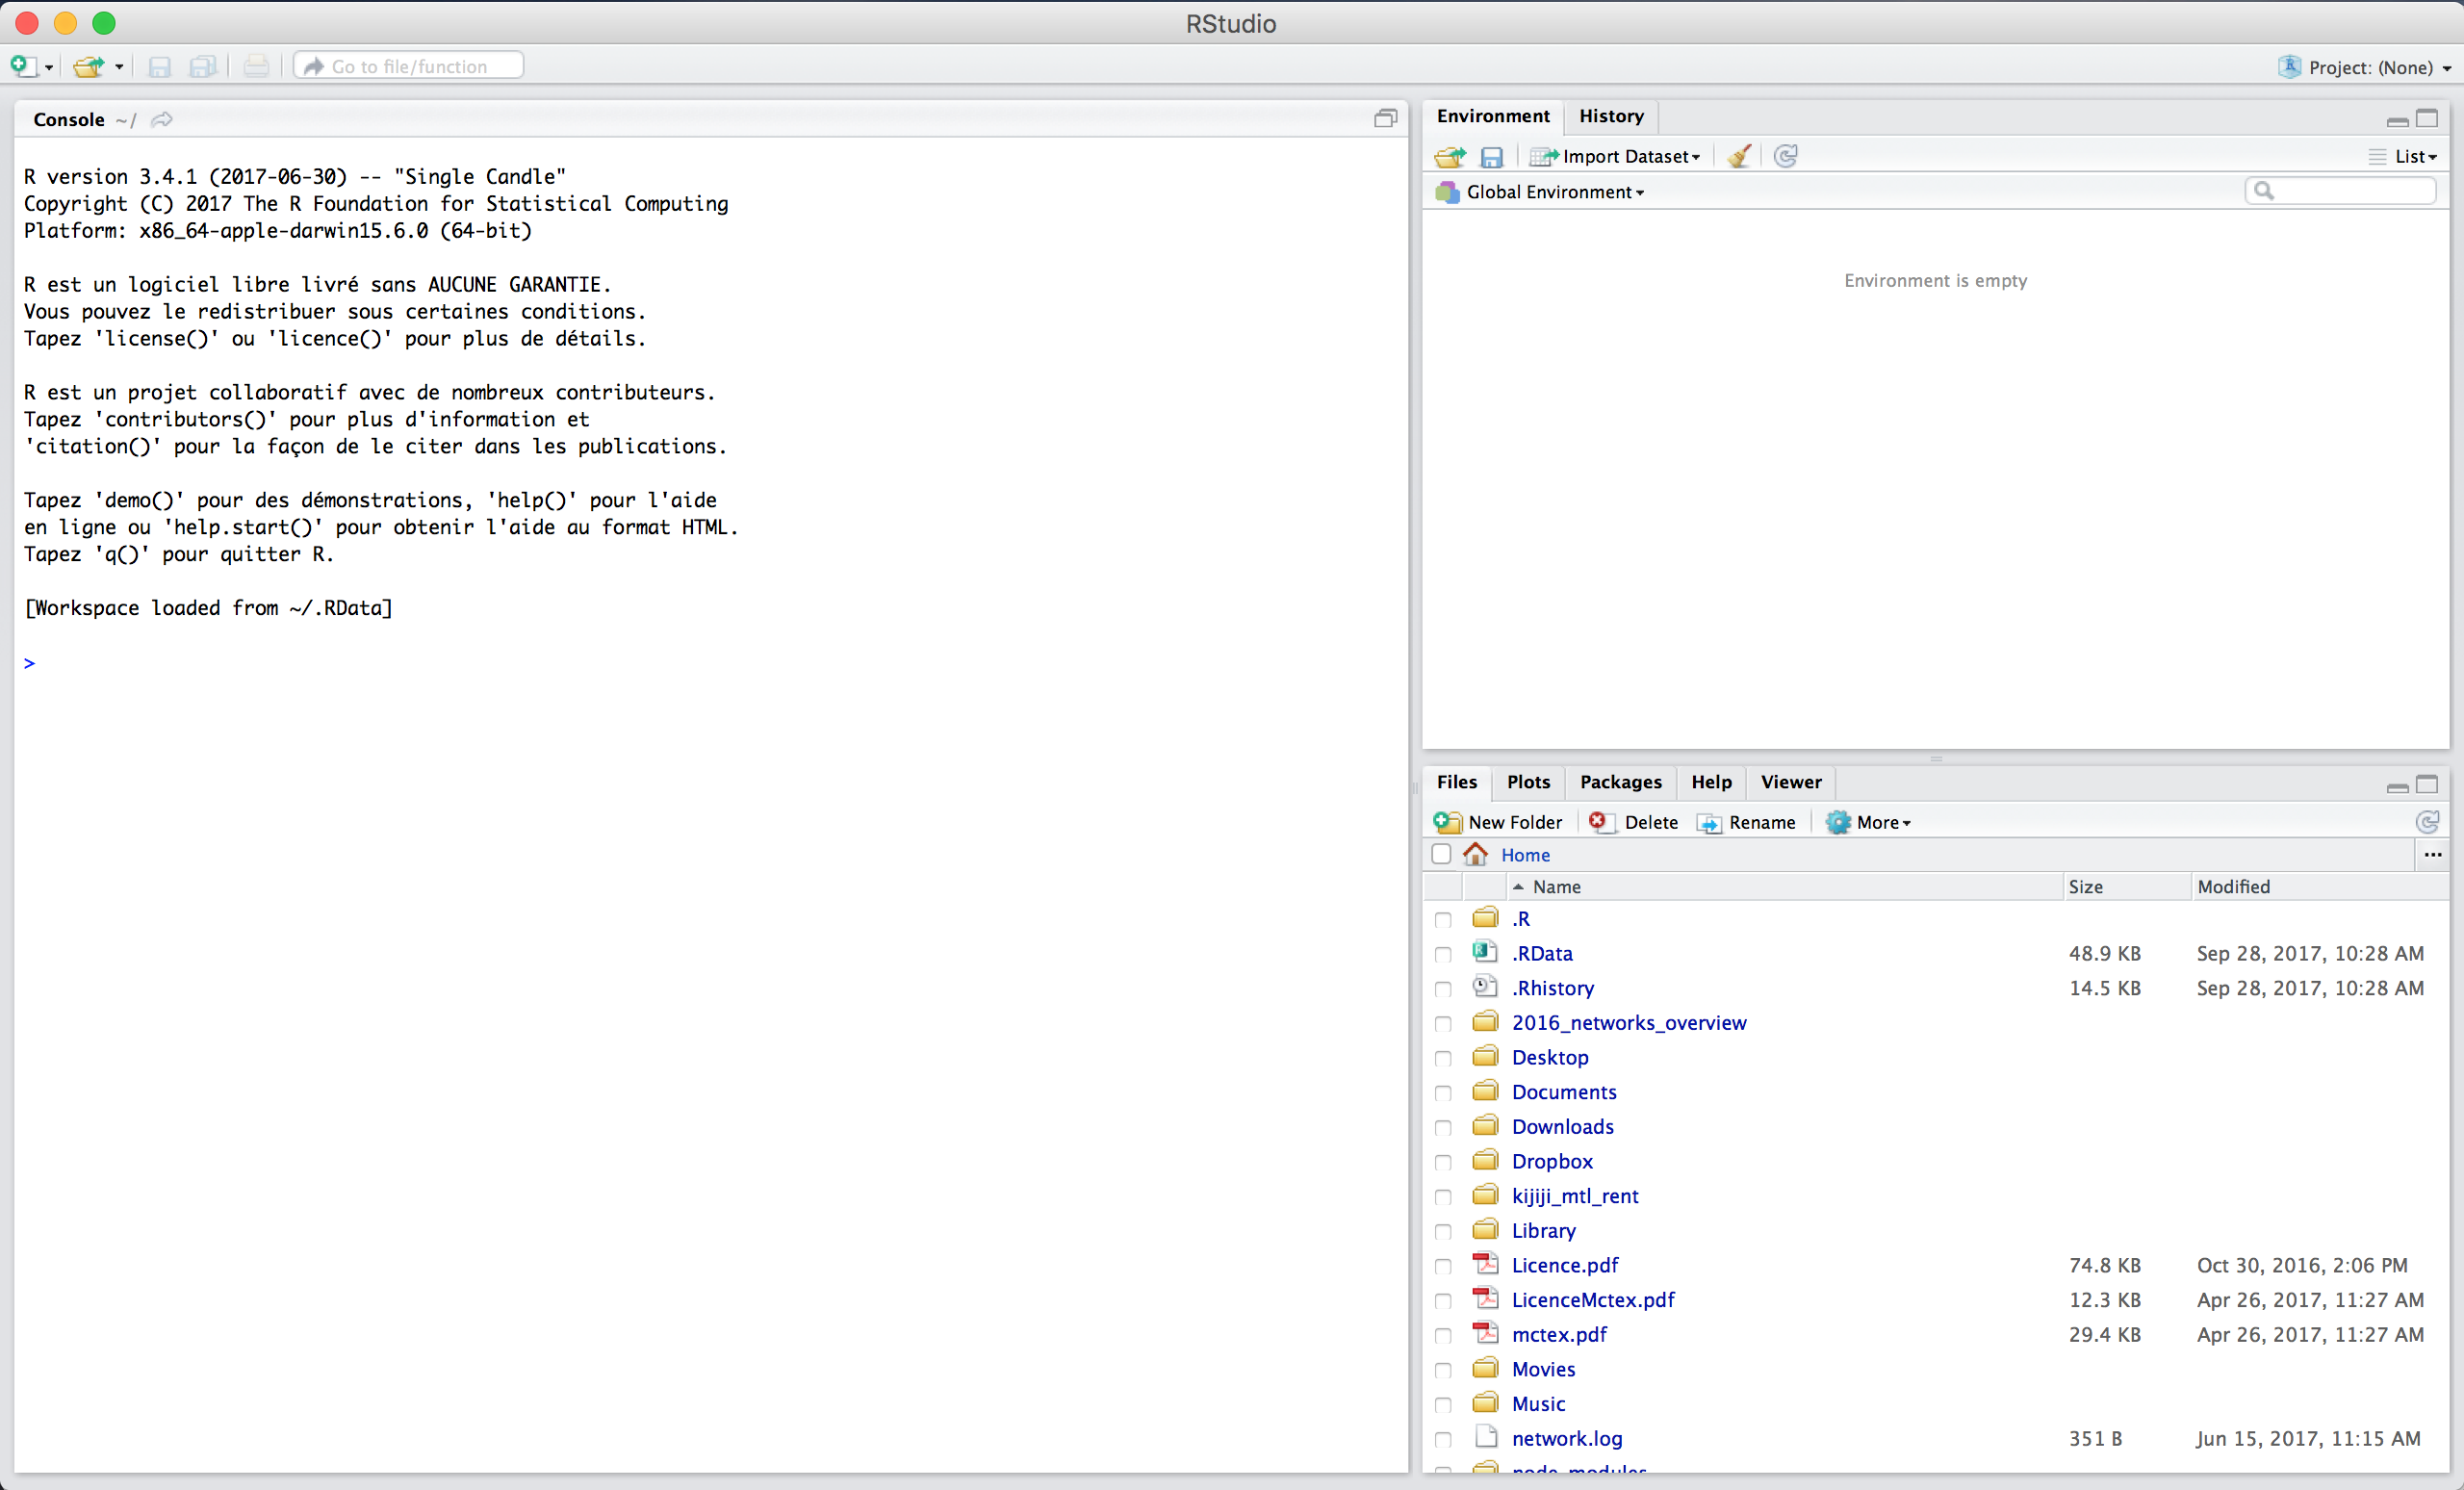 RStudio
Go to file/function
Project: (None)
Console ~/
R version 3.4.1 (2017-06-30) -- "Single Candle"
Copyright (C) 2017 The R Foundation for Statistical Computing
Platform: x86_64-apple-darwin15.6.0 (64-bit)
R est un logiciel libre livré sans AUCUNE GARANTIE.
Vous pouvez le redistribuer sous certaines conditions.
Tapez 'license()' ou 'licence()' pour plus de détails.
R est un projet collaboratif avec de nombreux contributeurs.
Tapez 'contributors()' pour plus d'information et
'citation()' pour la façon de le citer dans les publications.
Tapez 'demo()' pour des démonstrations, 'help()' pour l'aide
en ligne ou 'help.start()' pour obtenir l'aide au format HTML.
Tapez 'q()' pour quitter R.
[Workspace loaded from ~/.RData]
>
Environment History
Import Dataset List
Global Environment
Environment is empty
Files Plots Packages Help Viewer
New Folder Delete Rename More
Home ...
Name Size Modified
.R
.RData 48.9 KB Sep 28, 2017, 10:28 AM
.Rhistory 14.5 KB Sep 28, 2017, 10:28 AM
2016_networks_overview
Desktop
Documents
Downloads
Dropbox
kijiji_mtl_rent
Library
Licence.pdf 74.8 KB Oct 30, 2016, 2:06 PM
LicenceMctex.pdf 12.3 KB Apr 26, 2017, 11:27 AM
mctex.pdf 29.4 KB Apr 26, 2017, 11:27 AM
Movies
Music
network.log 351 B Jun 15, 2017, 11:15 AM
node_modules